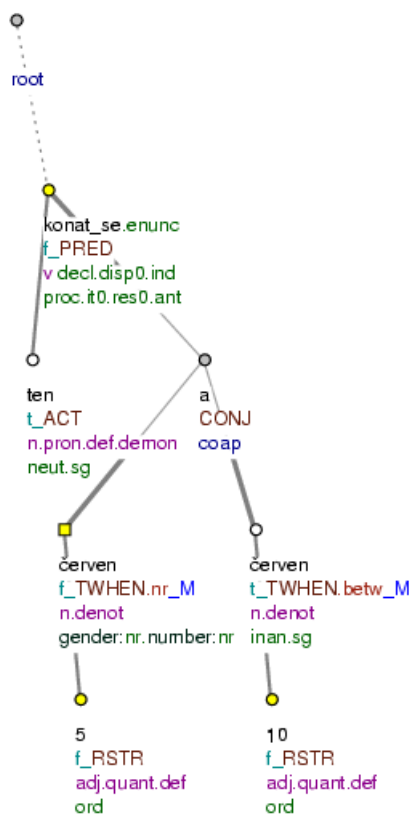 root
konat_se.enunc
f_PRED
v decl.disp0.ind
proc.it0.res0.ant
ten
t_ACT
n.pron.def.demon
neut.sg
a
CONJ
coap
červen
f_TWHEN.nr_M
n.denot
gender:nr.number:nr
červen
t_TWHEN.betw_M
n.denot
inan.sg
5
f_RSTR
adj.quant.def
ord
10
f_RSTR
adj.quant.def
ord